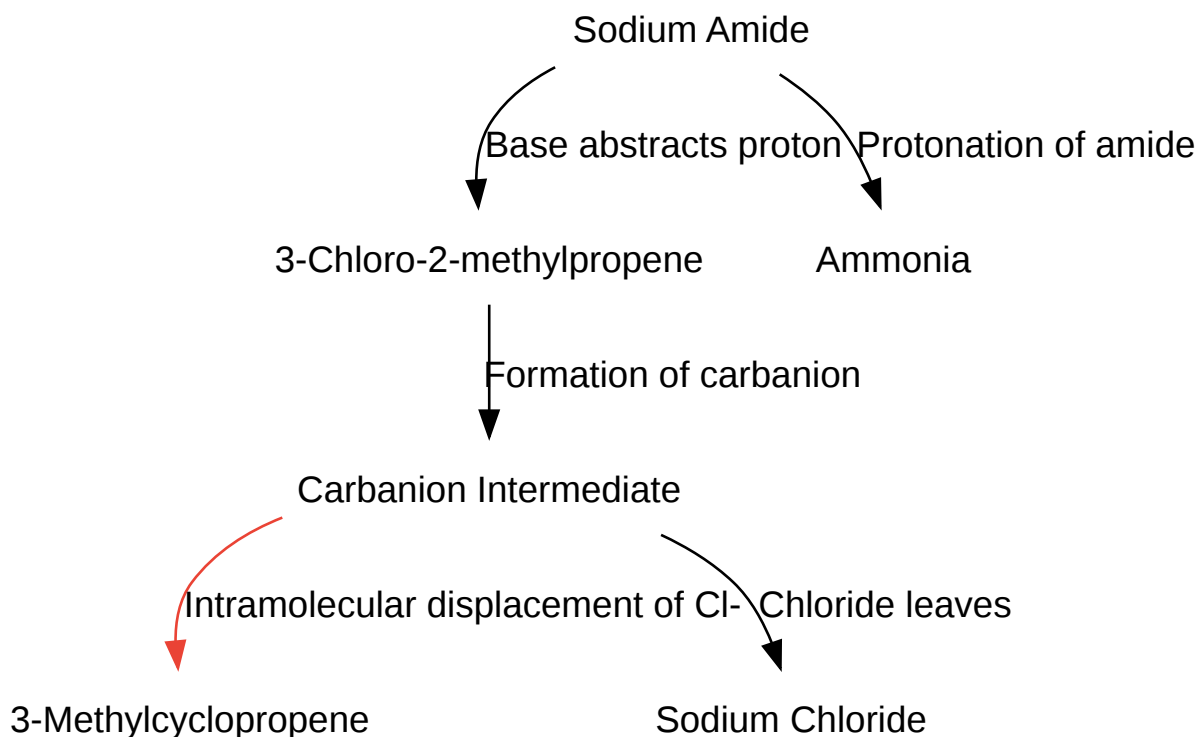 Sodium Amide
Base abstracts proton
Protonation of amide
3-Chloro-2-methylpropene
Ammonia
Formation of carbanion
Carbanion Intermediate
Intramolecular displacement of Cl-
Chloride leaves
3-Methylcyclopropene
Sodium Chloride